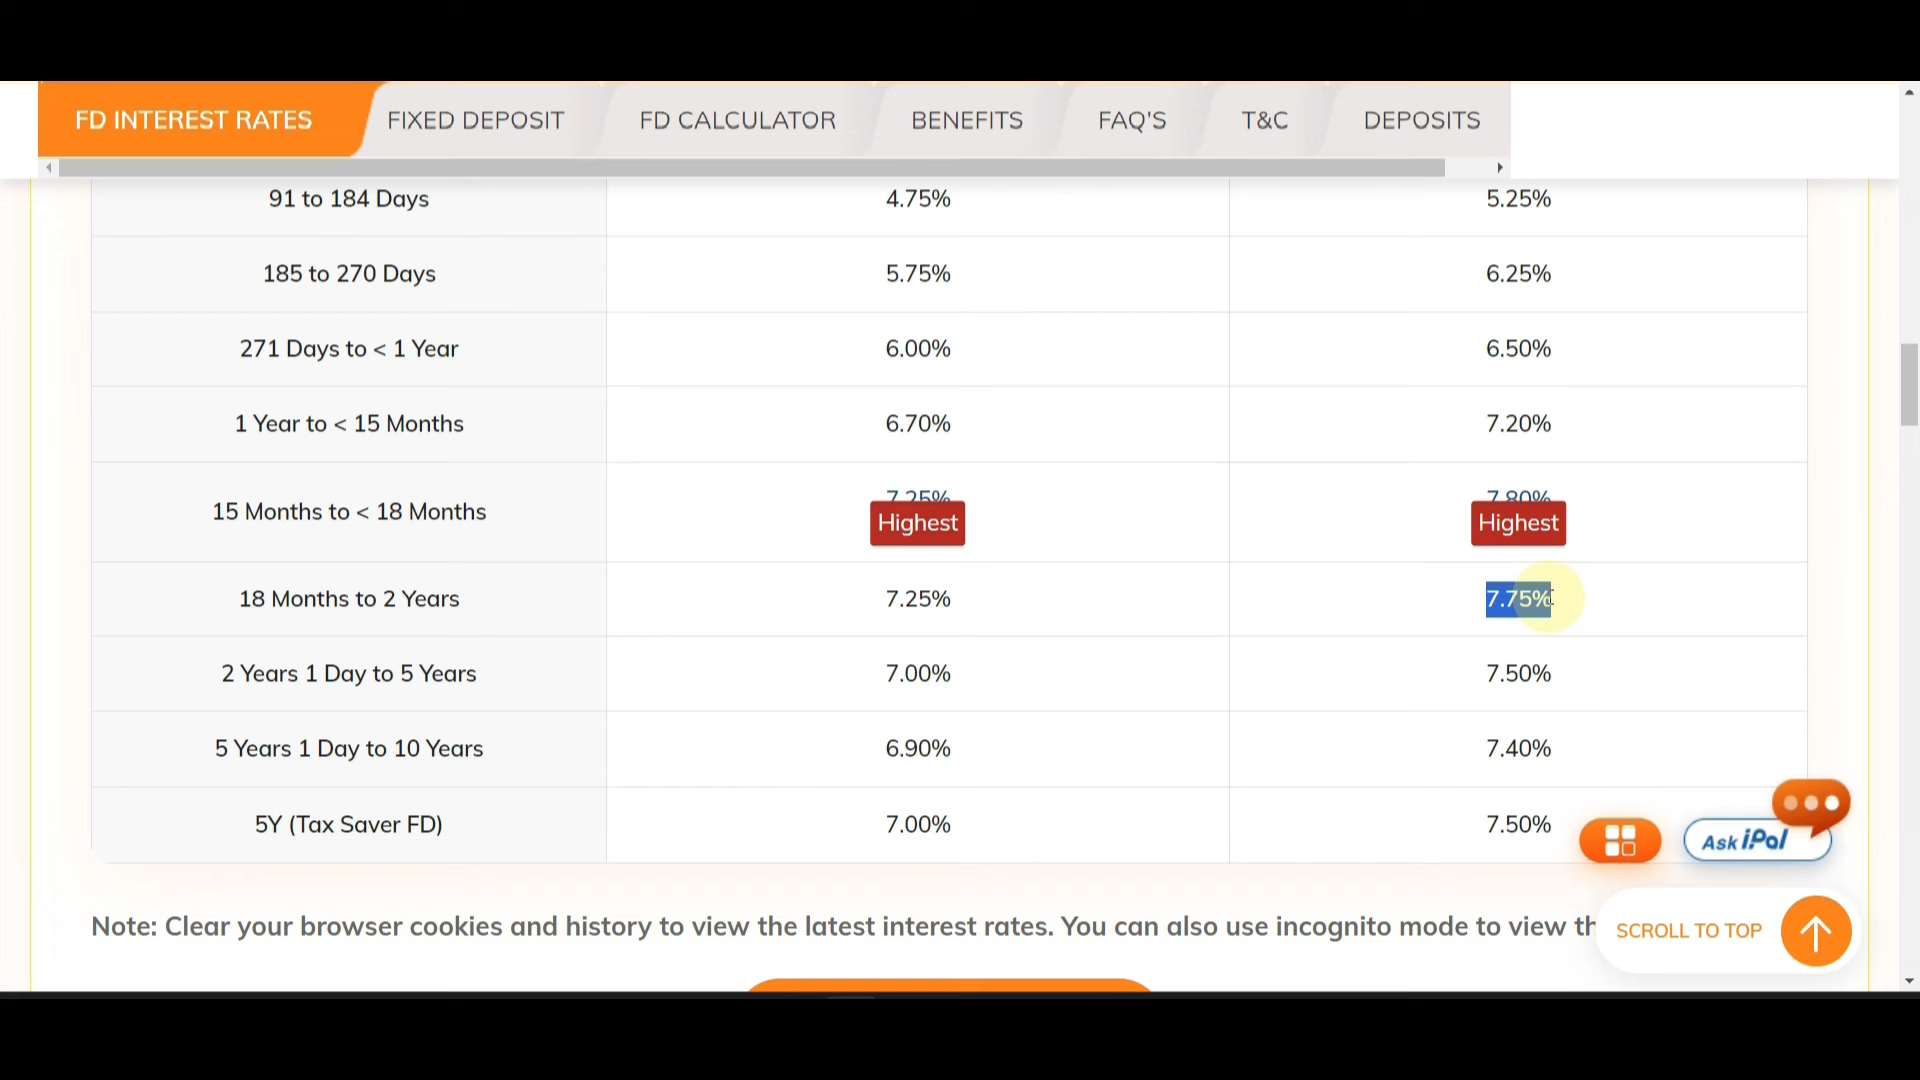 FD INTEREST RATES FIXED DEPOSIT FD CALCULATOR BENEFITS FAQ'S T&C DEPOSITS
91 to 184 Days 4.75% 5.25%
185 to 270 Days 5.75% 6.25%
271 Days to < 1 Year 6.00% 6.50%
1 Year to < 15 Months 6.70% 7.20%
7.25% 7.80%
15 Months to < 18 Months Highest Highest
18 Months to 2 Years 7.25% 7.75%
2 Years 1 Day to 5 Years 7.00% 7.50%
5 Years 1 Day to 10 Years 6.90% 7.40%
5Y (Tax Saver FD) 7.00% 7.50%
Ask iPal
Note: Clear your browser cookies and history to view the latest interest rates. You can also use incognito mode to view
SCROLL TO TOP